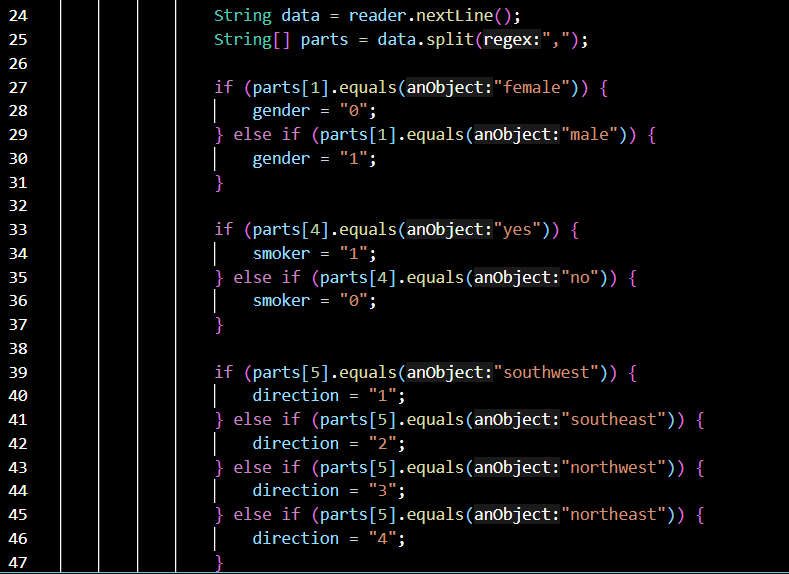 24 String data = reader.nextLine();
25 String[] parts = data.split(regex:",");
26
27 if (parts[1].equals(anObject:"female")) {
28 gender = "0";
29 } else if (parts[1].equals(anObject:"male")) {
30 gender = "1";
31 }
32
33 if (parts[4].equals(anObject:"yes")) {
34 smoker = "1";
35 } else if (parts[4].equals(anObject:"no")) {
36 smoker = "0";
37 }
38
39 if (parts[5].equals(anObject:"southwest")) {
40 direction = "1";
41 } else if (parts[5].equals(anObject:"southeast")) {
42 direction = "2";
43 } else if (parts[5].equals(anObject:"northwest")) {
44 direction = "3";
45 } else if (parts[5].equals(anObject:"northeast")) {
46 direction = "4";
47 }